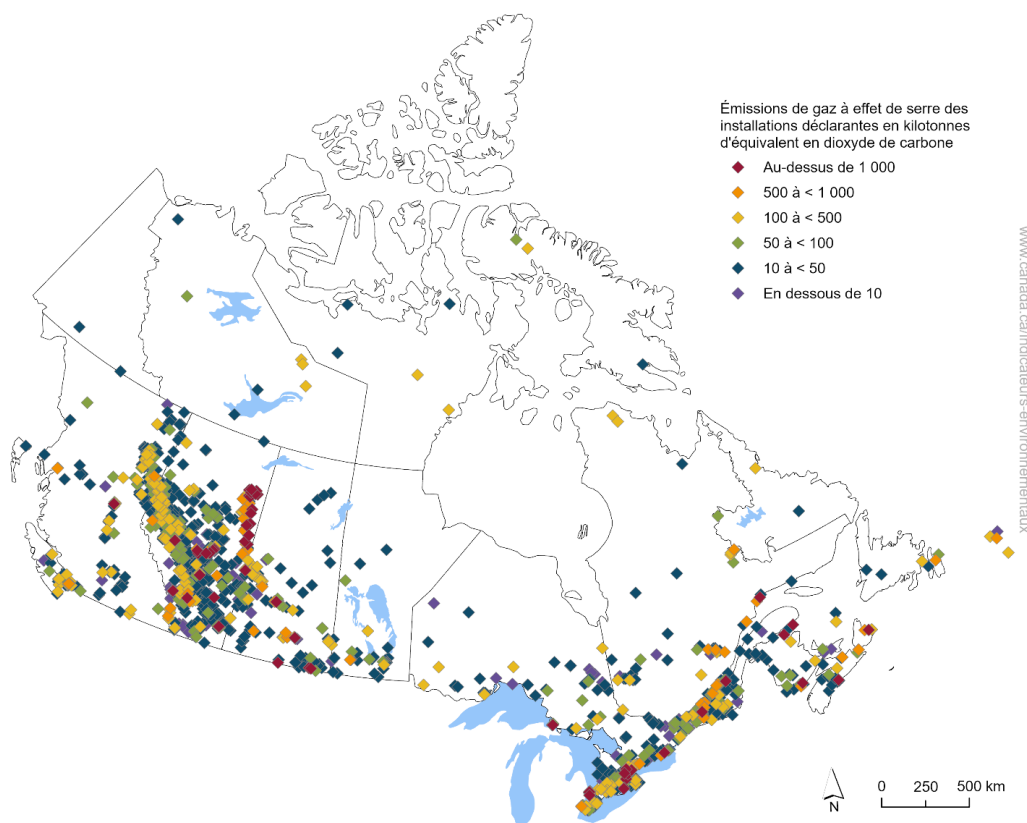 Émissions de gaz à effet de serre des
installations déclarantes en kilotonnes
d'équivalent en dioxyde de carbone
Au-dessus de 1 000
500 à < 1 000
100 à < 500
50 à < 100
10 à < 50
En dessous de 10
www.canada.ca/indicateurs-environnementaux
N
0 250 500 km